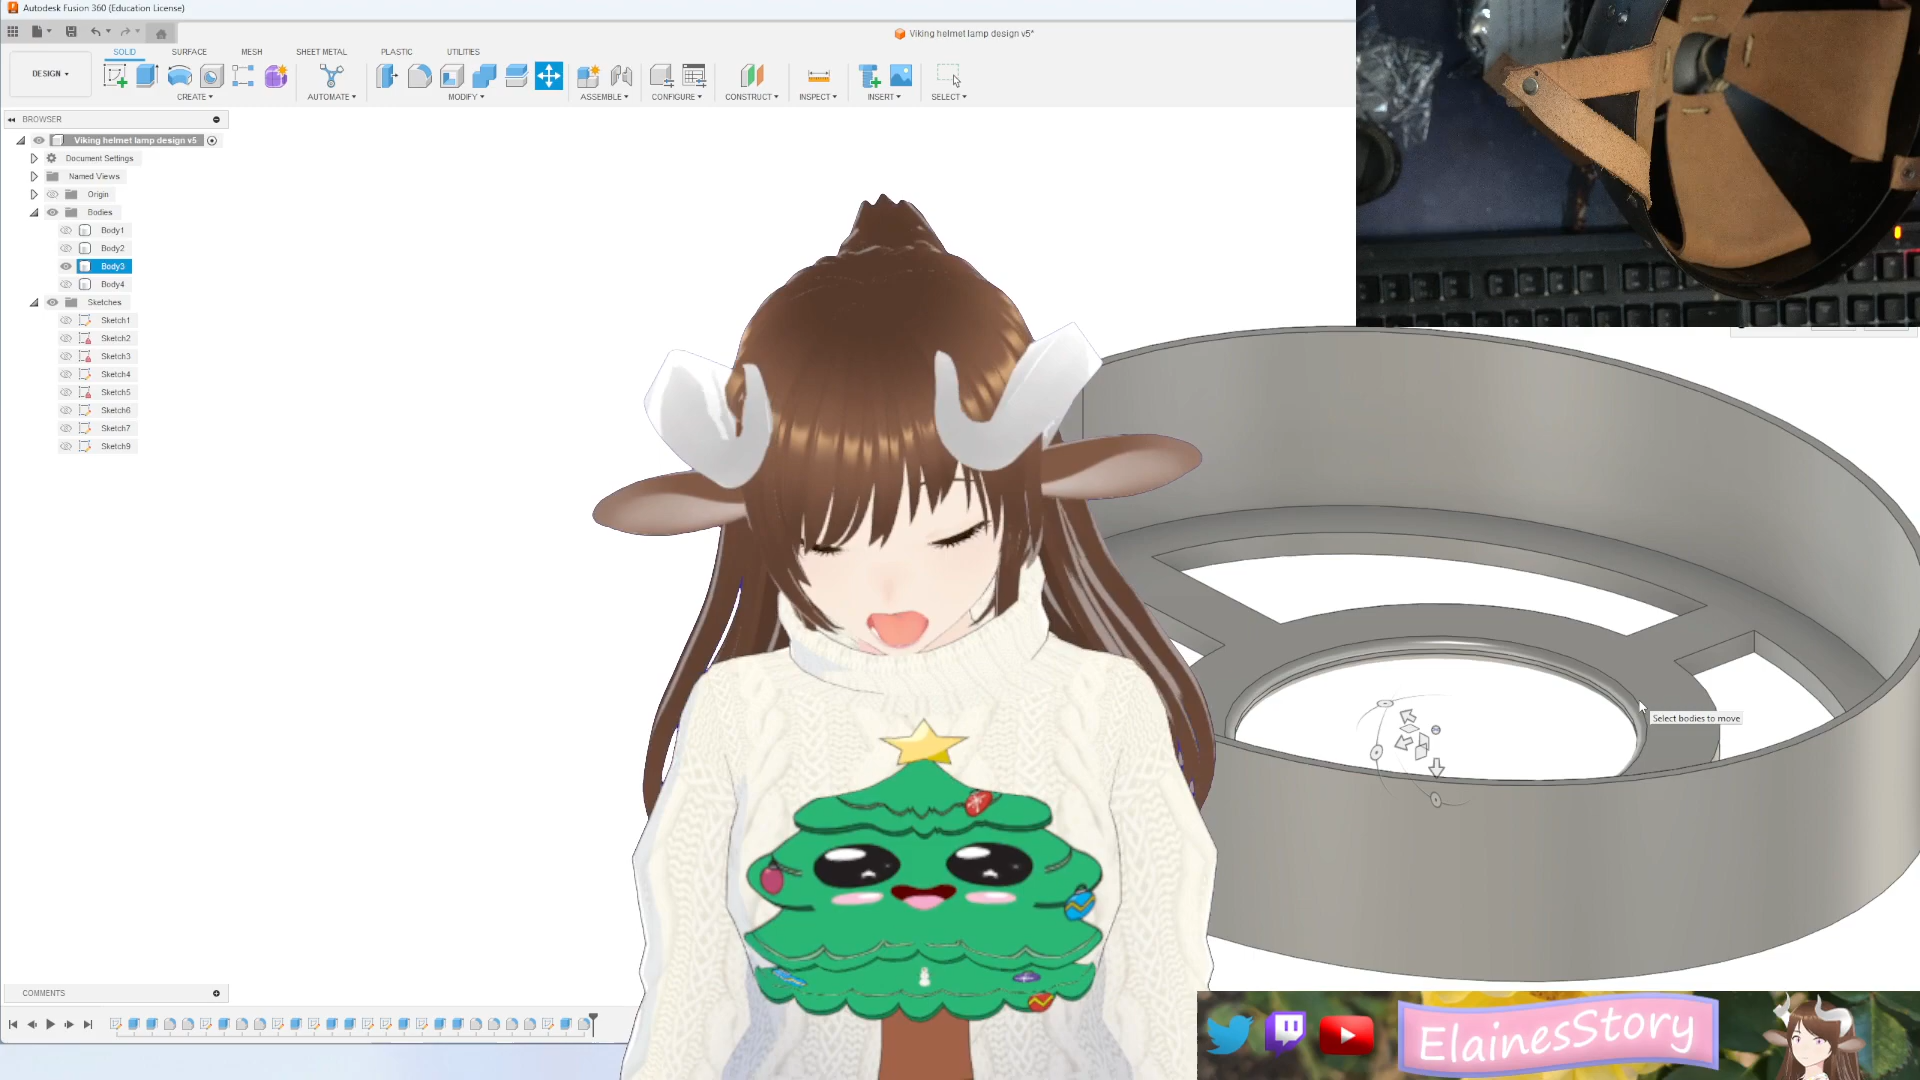 Autodesk Fusion 360 (Education License)
Viking helmet lamp design v5*
SOLID
SURFACE
MESH
SHEET METAL
PLASTIC
UTILITIES
DESIGN
CREATE
AUTOMATE
MODIFY
ASSEMBLE
CONFIGURE
CONSTRUCT
INSPECT
INSERT
SELECT
BROWSER
Viking helmet lamp design v5
Document Settings
Named Views
Origin
Bodies
Body1
Body2
Body3
Body4
Sketches
Sketch1
Sketch2
Sketch3
Sketch4
Sketch5
Sketch6
Sketch7
Sketch9
Select bodies to move
COMMENTS
ElainesStory